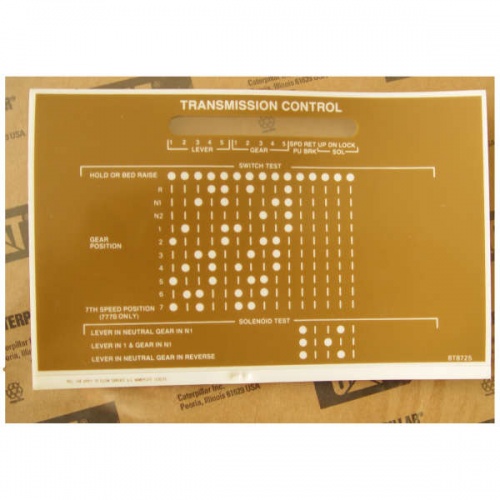 TRANSMISSION CONTROL
1 2 3 4 5 1 2 3 4 5 SPD RET UP DN LOCK
LEVER GEAR PU BRK SOL
SWITCH TEST
HOLD OR BED RAISE
R
N1
N2
1
GEAR 2
POSITION 3
4
5
6
7TH SPEED POSITION 7
(777B ONLY)
SOLENOID TEST
LEVER IN NEUTRAL GEAR IN N1
LEVER IN 1 & GEAR IN N1
LEVER IN NEUTRAL GEAR IN REVERSE
8T8725
Caterpillar Inc.
Peoria, Illinois 61629 USA